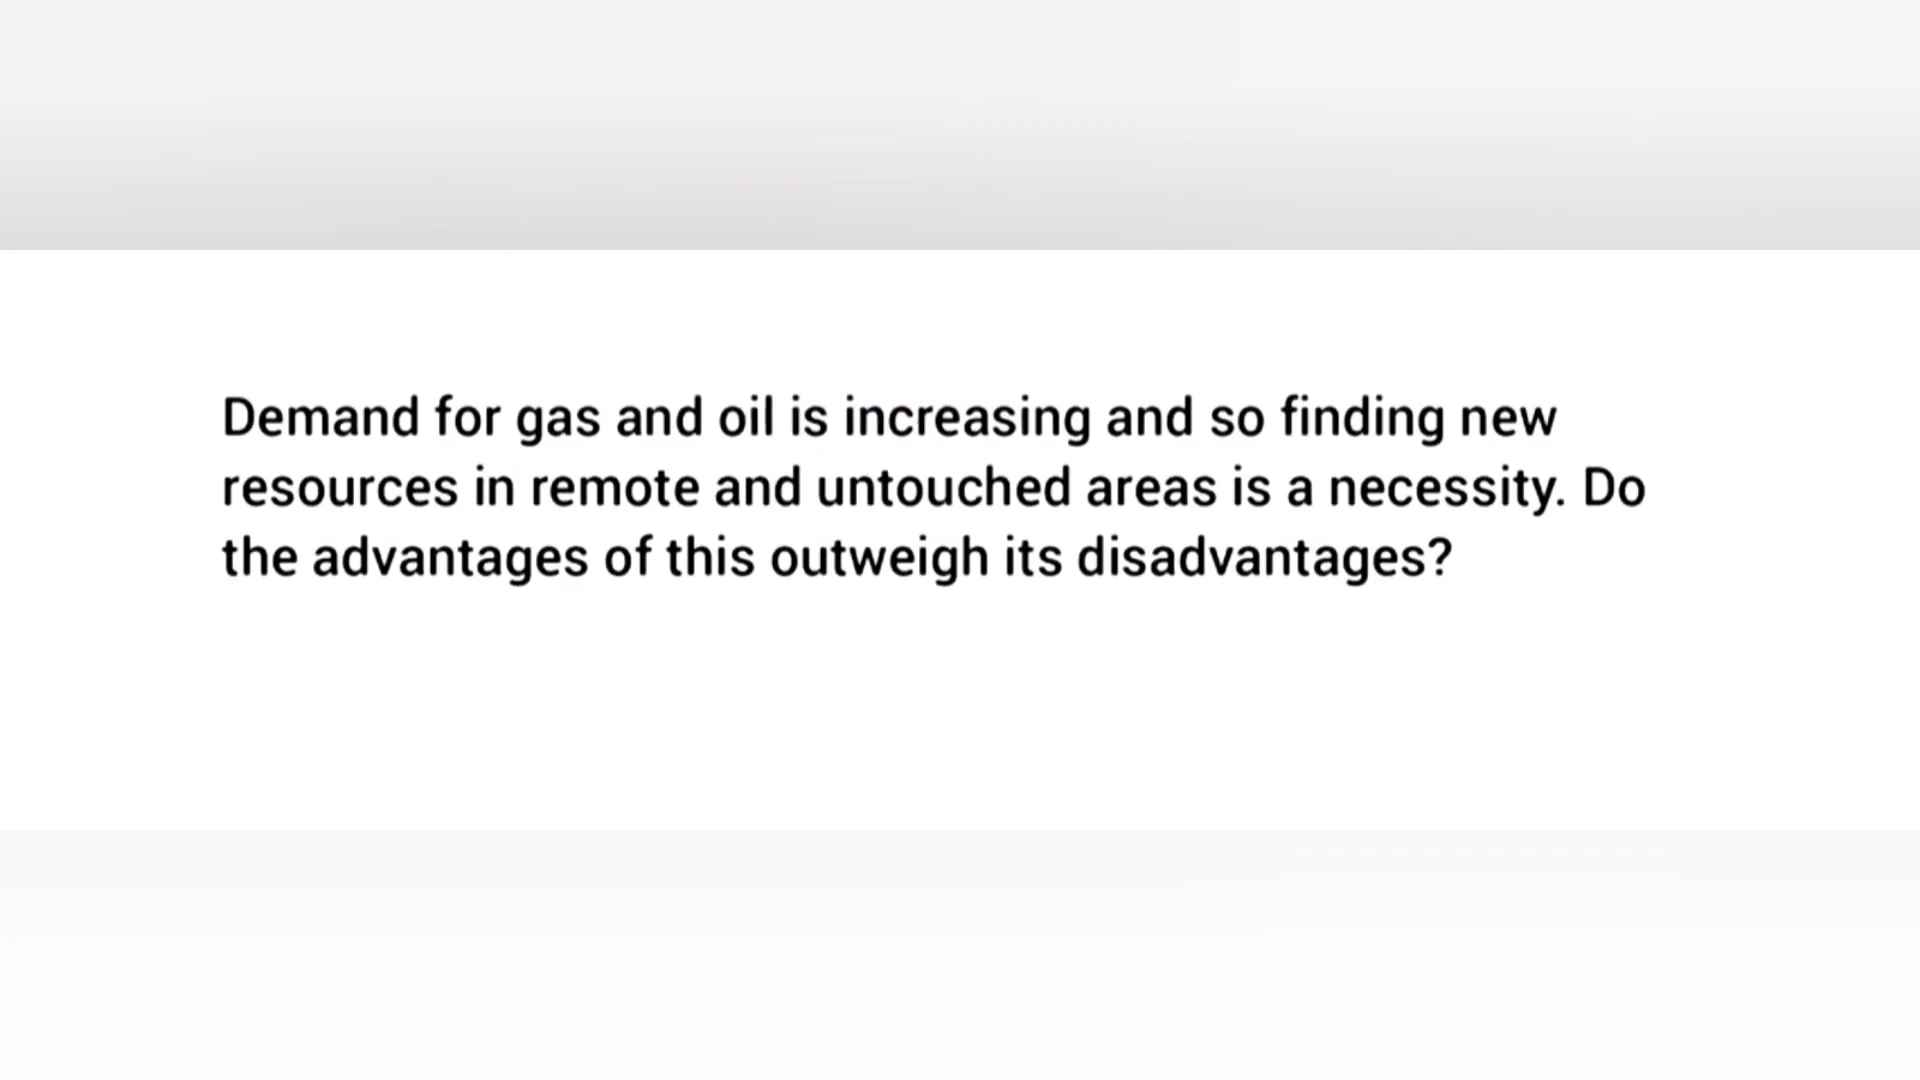 Demand for gas and oil is increasing and so finding new
resources in remote and untouched areas is a necessity. Do
the advantages of this outweigh its disadvantages?